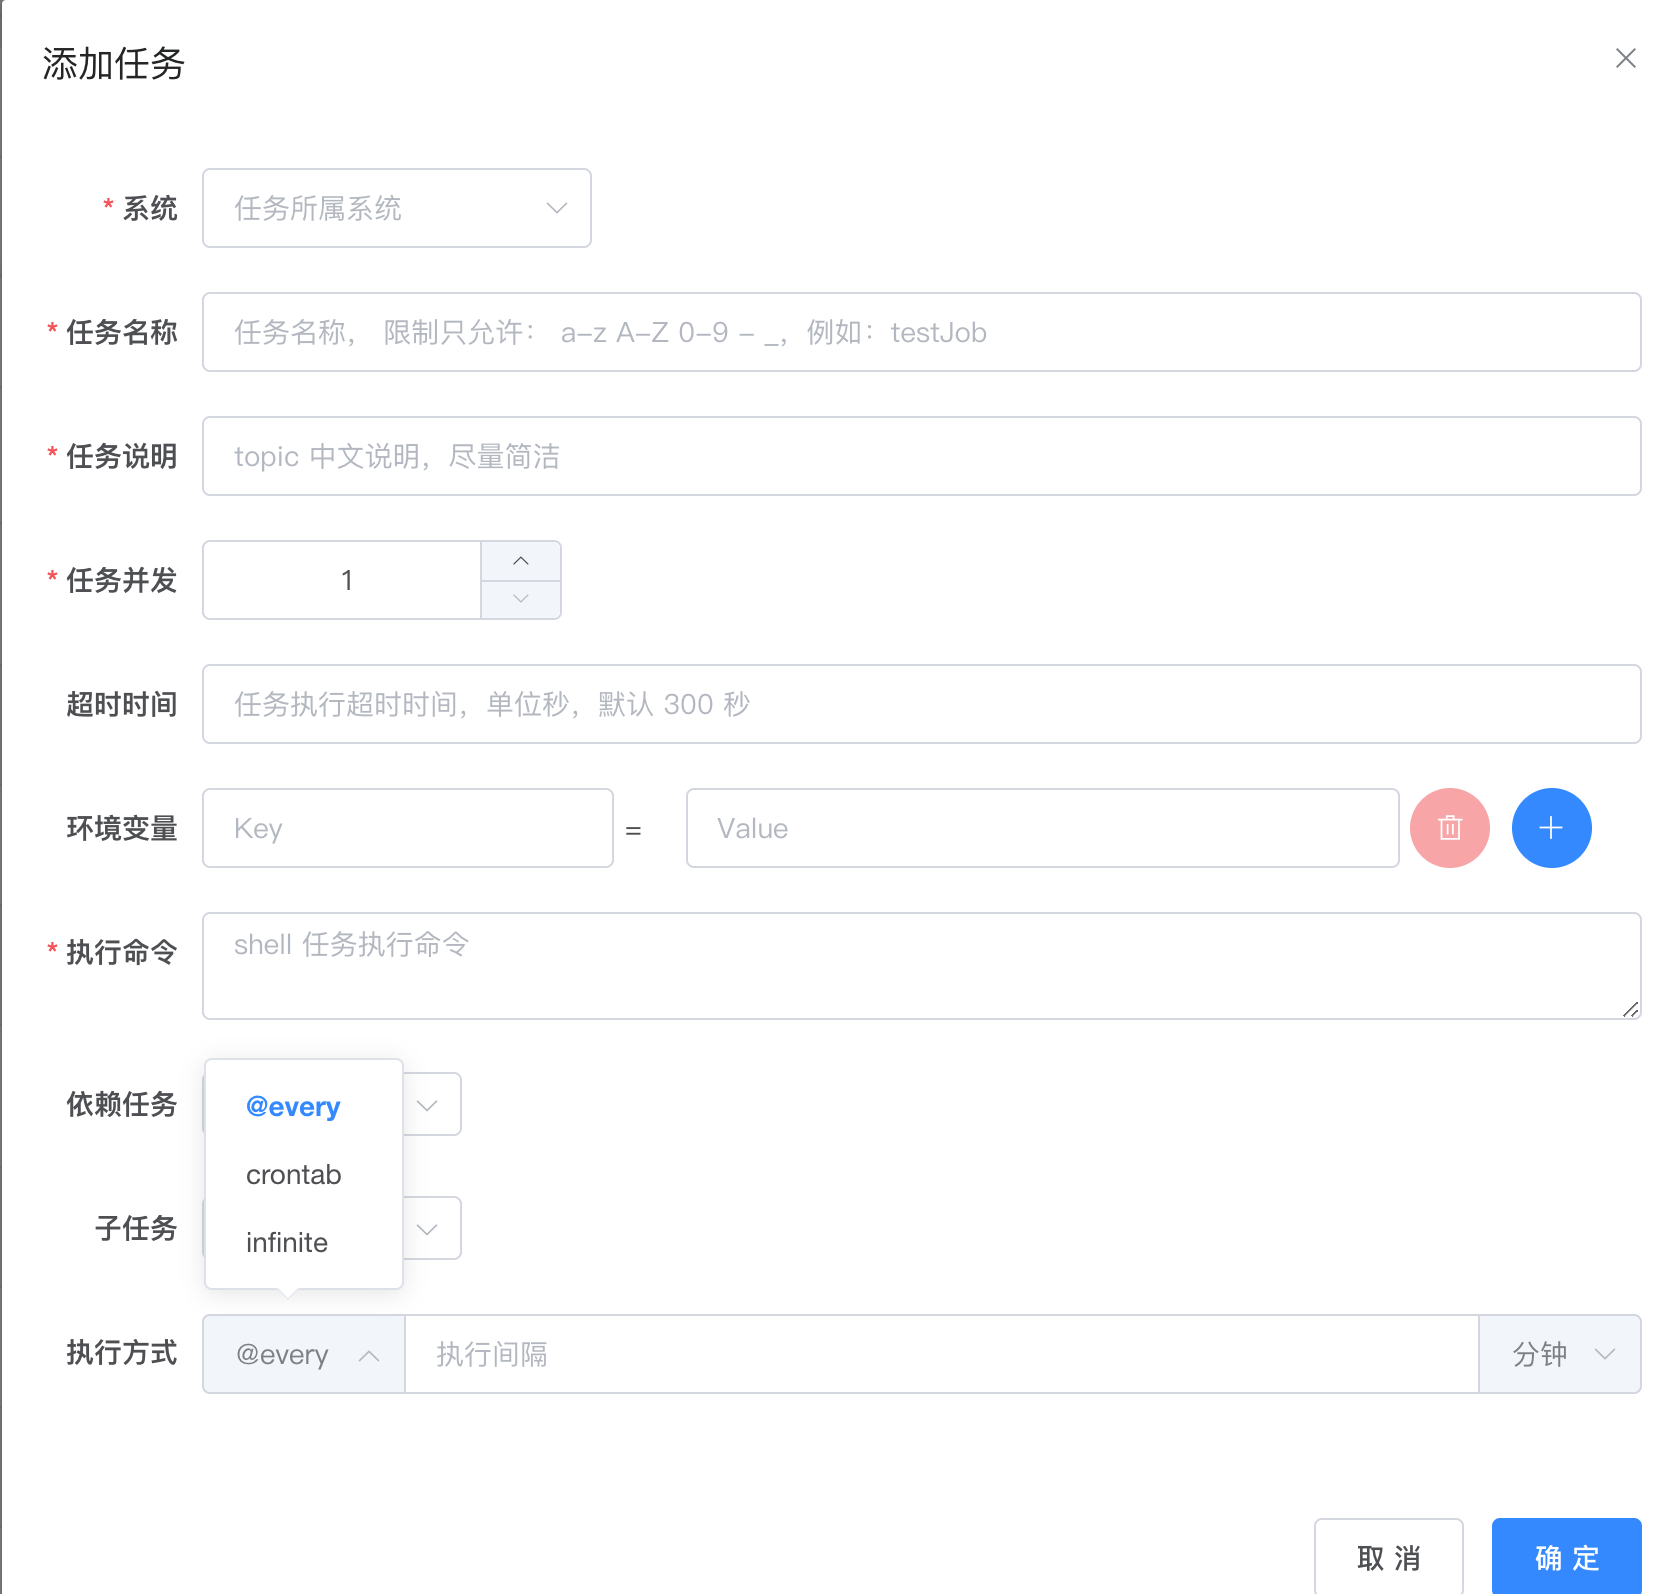 添加任务
* 系统 任务所属系统
* 任务名称 任务名称， 限制只允许： a-z A-Z 0-9 - _，例如：testJob
* 任务说明 topic 中文说明，尽量简洁
* 任务并发 1
超时时间 任务执行超时时间，单位秒，默认 300 秒
环境变量 Key = Value
* 执行命令 shell 任务执行命令
依赖任务
@every
crontab
子任务
infinite
执行方式 @every 执行间隔 分钟
取 消 确 定